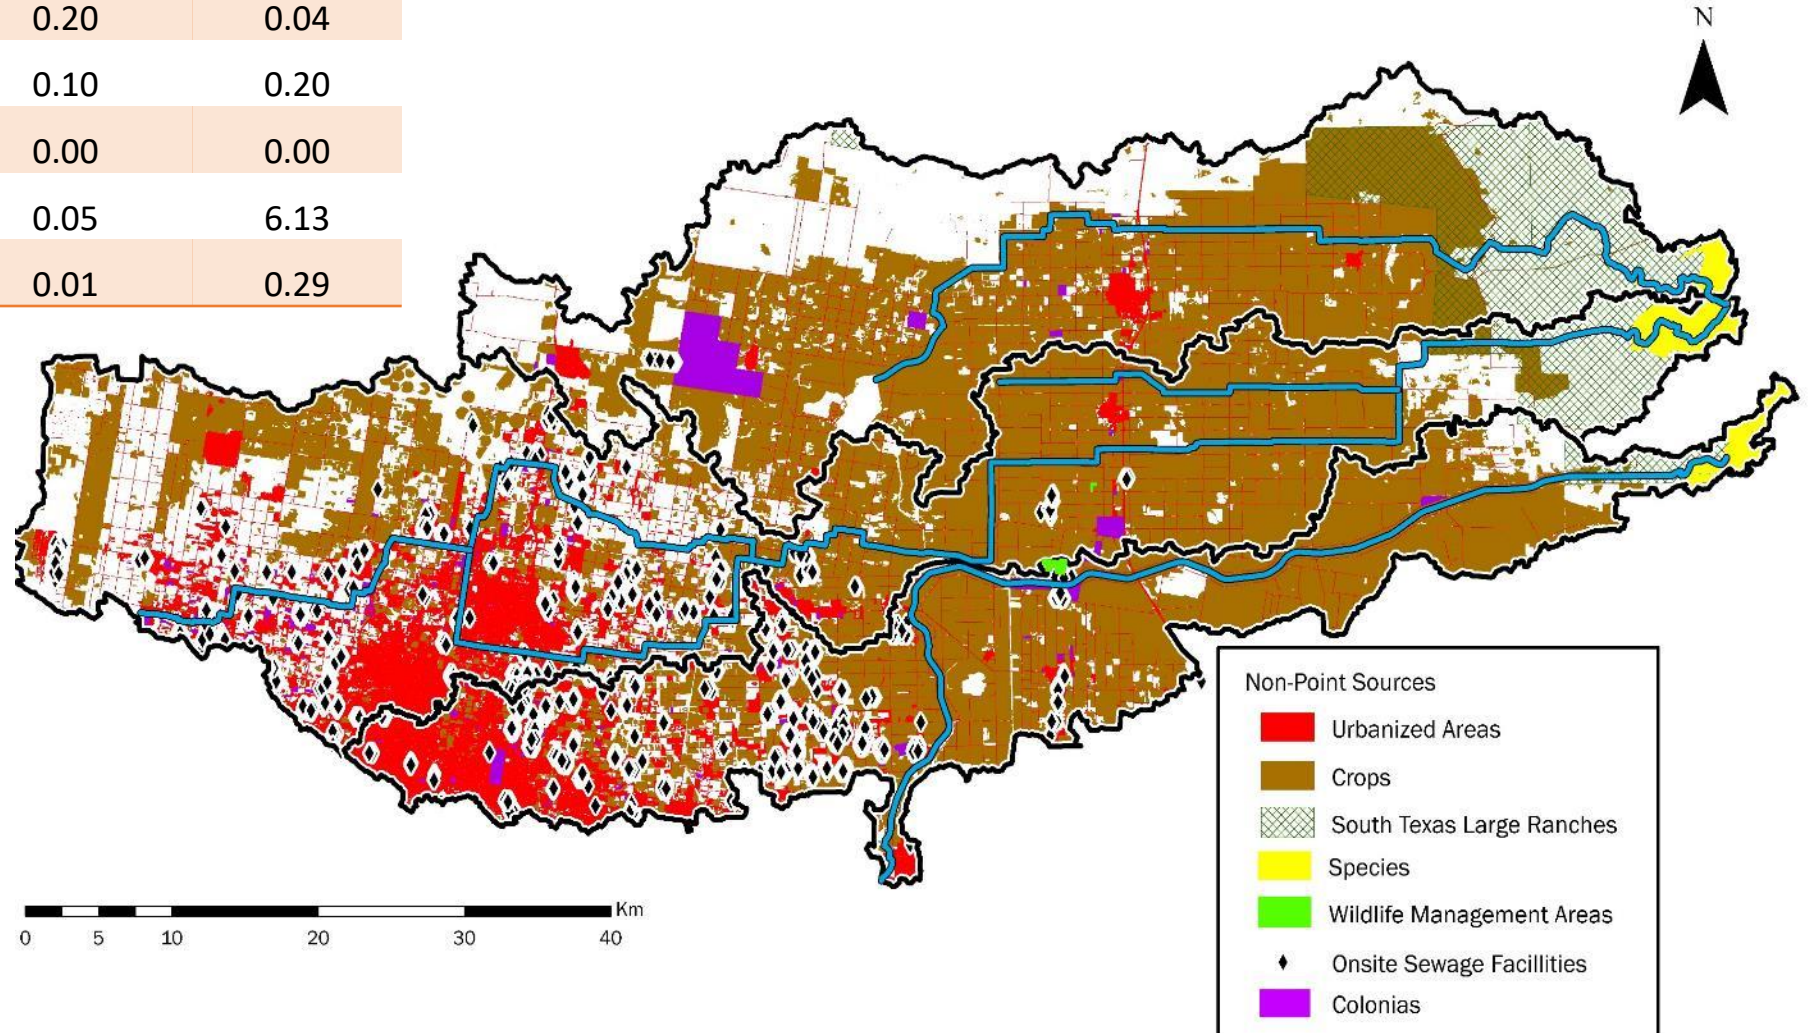 0.20 0.04
0.10 0.20
0.00 0.00
0.05 6.13
0.01 0.29
N
Non-Point Sources
Urbanized Areas
Crops
South Texas Large Ranches
Species
Wildlife Management Areas
Onsite Sewage Facillities
Colonias
Km
0 5 10 20 30 40